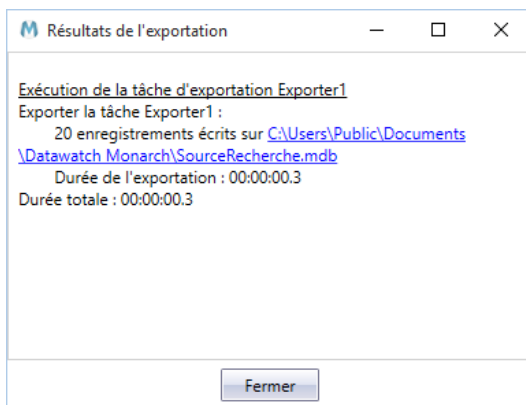 Résultats de l'exportation
Exécution de la tâche d'exportation Exporter1
Exporter la tâche Exporter1 :
20 enregistrements écrits sur C:\Users\Public\Documents
\Datawatch Monarch\SourceRecherche.mdb
Durée de l'exportation : 00:00:00.3
Durée totale : 00:00:00.3
Fermer